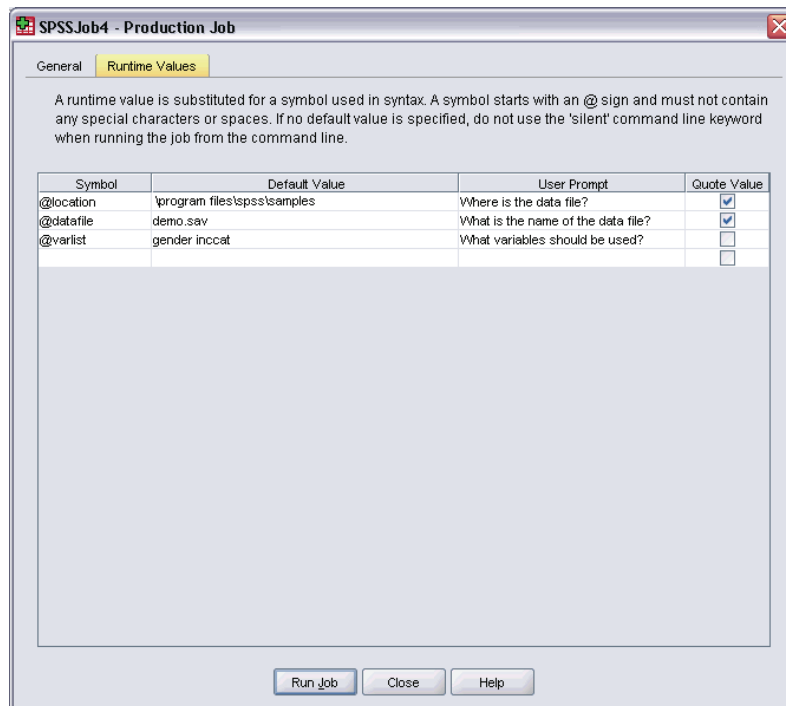 SPSSJob4 - Production Job
General Runtime Values
A runtime value is substituted for a symbol used in syntax. A symbol starts with an @ sign and must not contain
any special characters or spaces. If no default value is specified, do not use the 'silent' command line keyword
when running the job from the command line.
Symbol Default Value User Prompt Quote Value
@location \program files\spss\samples Where is the data file?
@datafile demo.sav What is the name of the data file?
@varlist gender inccat What variables should be used?
Run Job Close Help